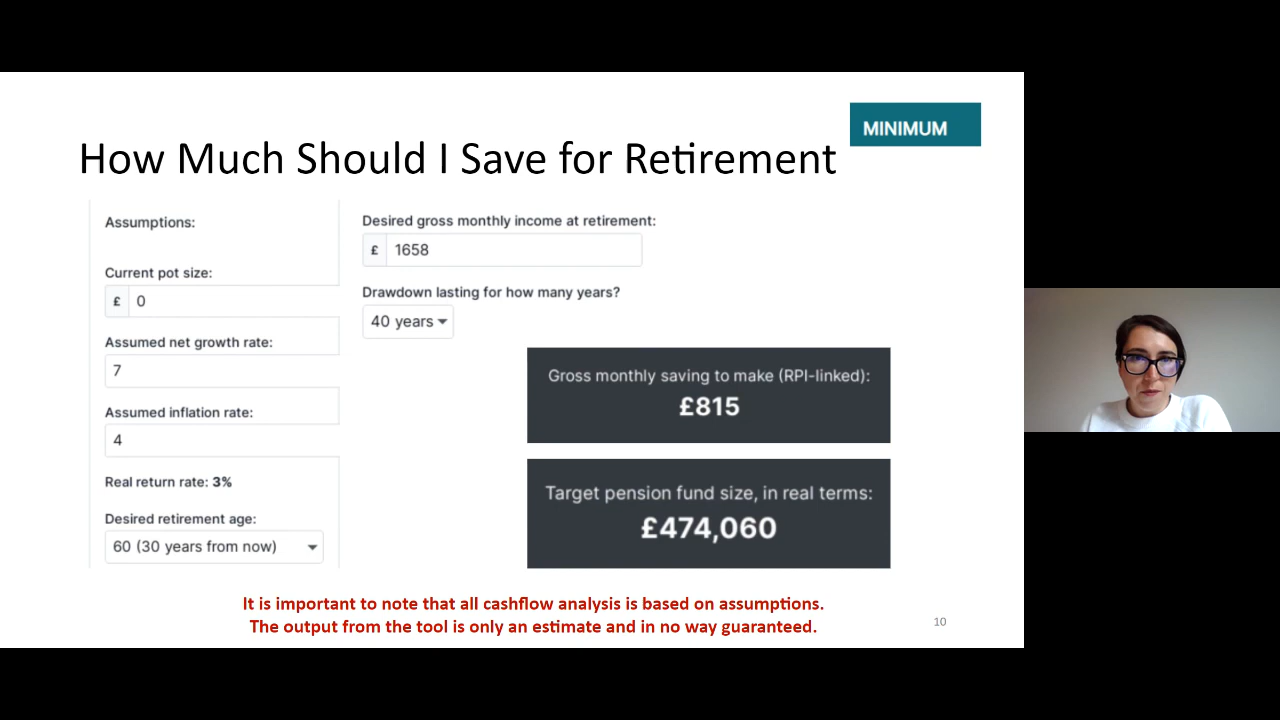 MINIMUM
How Much Should I Save for Retirement
Assumptions:
Current pot size:
£ 0
Assumed net growth rate:
7
Assumed inflation rate:
4
Real return rate: 3%
Desired retirement age:
60 (30 years from now)
Desired gross monthly income at retirement:
£ 1658
Drawdown lasting for how many years?
40 years
Gross monthly saving to make (RPI-linked):
£815
Target pension fund size, in real terms:
£474,060
It is important to note that all cashflow analysis is based on assumptions.
The output from the tool is only an estimate and in no way guaranteed.
10